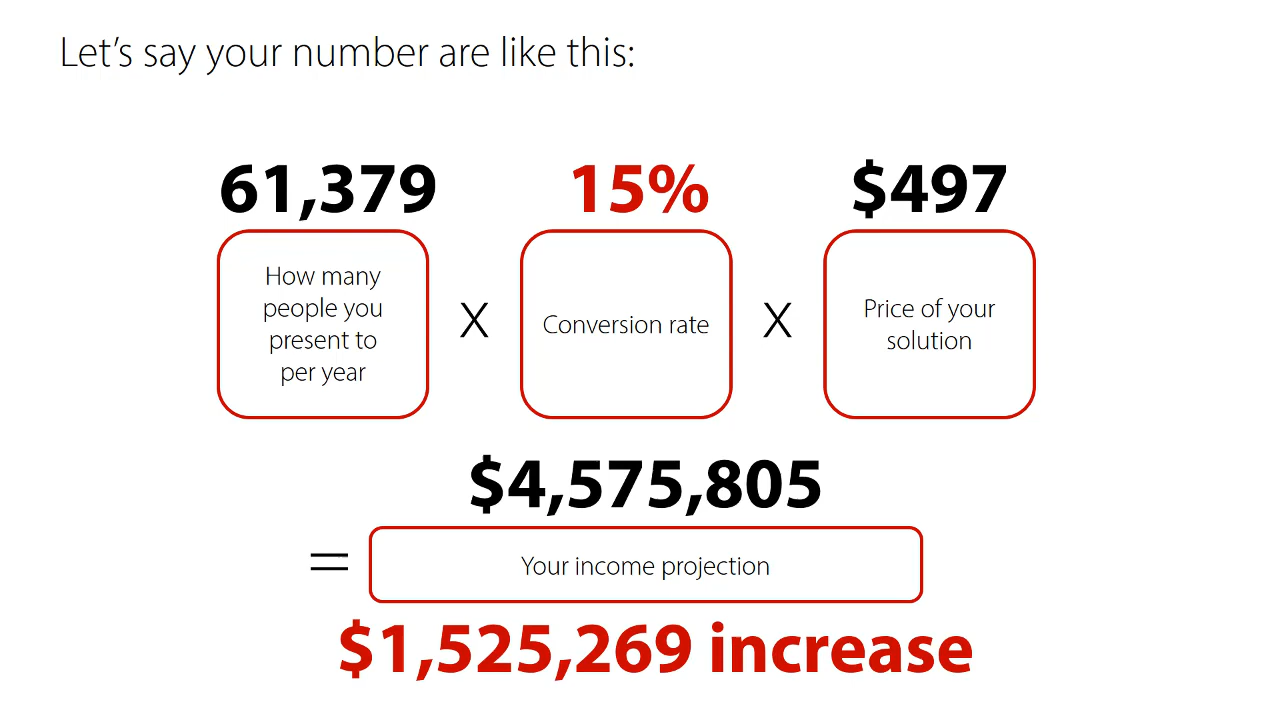 Let's say your number are like this:
61,379
15%
$497
How many
people you
present to
per year
X
Conversion rate
X
Price of your
solution
$4,575,805
=
Your income projection
$1,525,269 increase